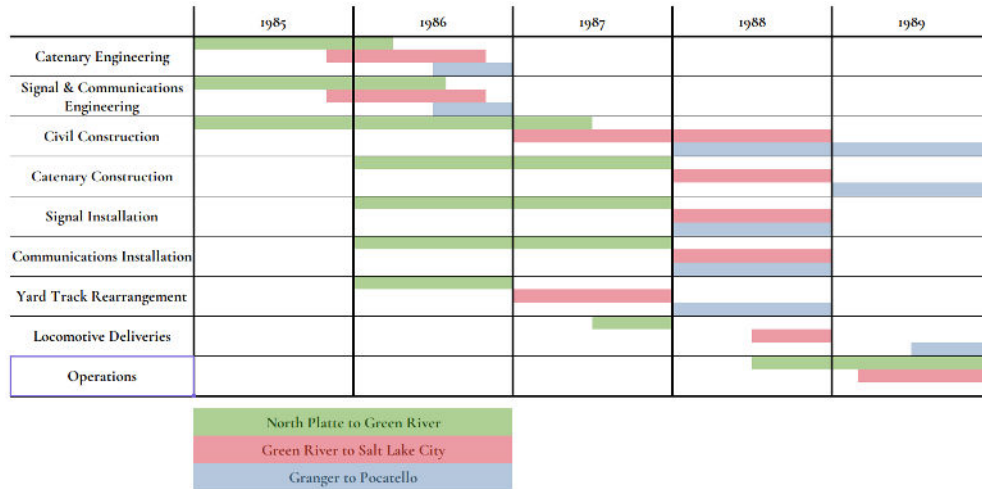 1985 1986 1987 1988 1989
Catenary Engineering
Signal & Communications
Engineering
Civil Construction
Catenary Construction
Signal Installation
Communications Installation
Yard Track Rearrangement
Locomotive Deliveries
Operations
North Platte to Green River
Green River to Salt Lake City
Granger to Pocatello